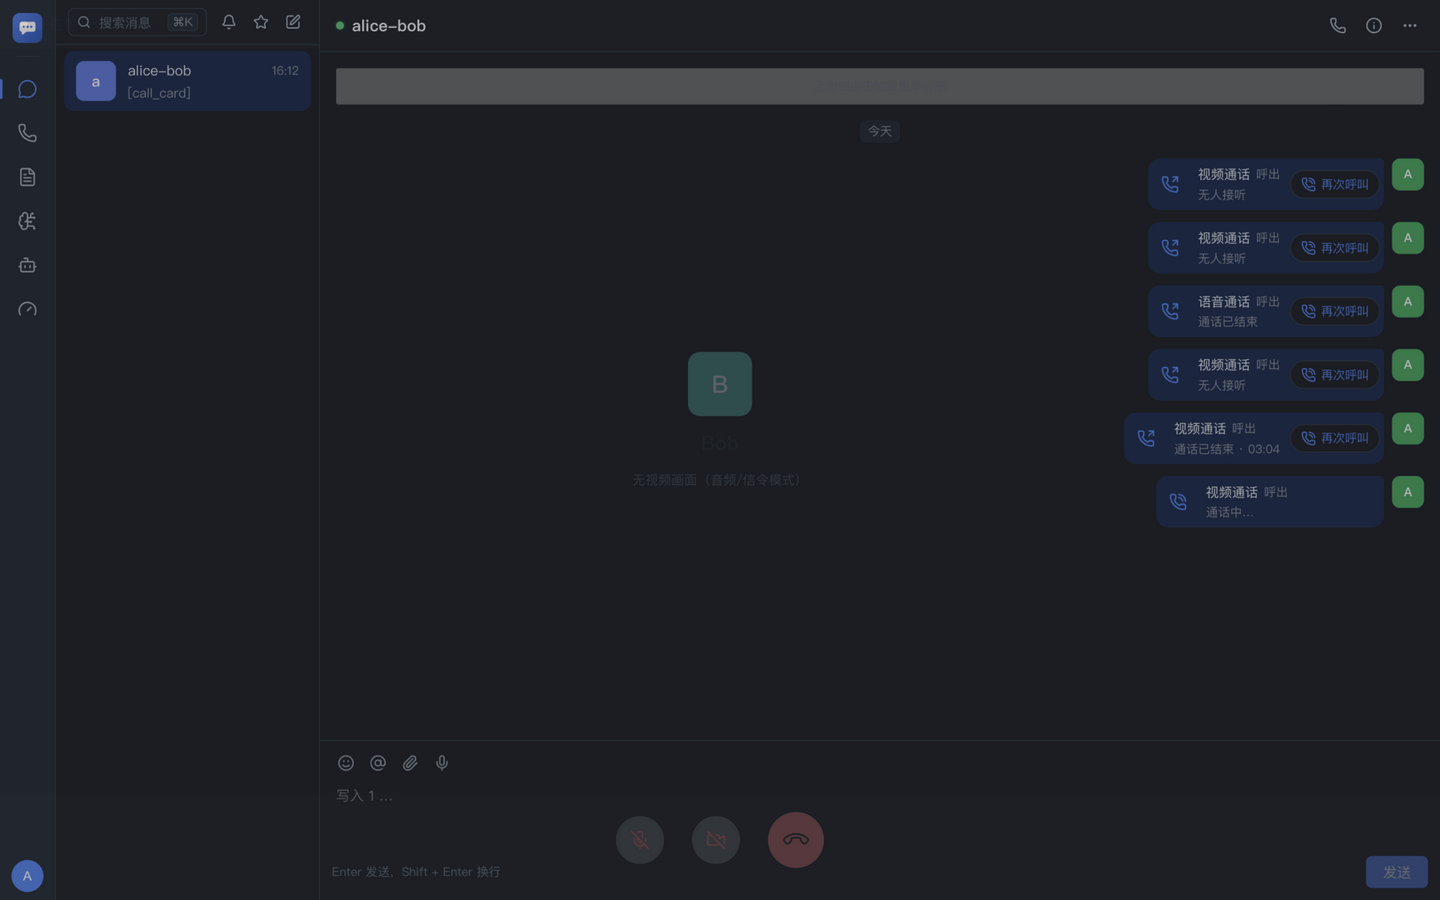 搜索消息 ⌘K
a
alice-bob 16:12
[call_card]
alice-bob
今天
视频通话 呼出
无人接听
再次呼叫
A
视频通话 呼出
无人接听
再次呼叫
A
语音通话 呼出
通话已结束
再次呼叫
A
视频通话 呼出
无人接听
再次呼叫
A
视频通话 呼出
通话已结束 · 03:04
再次呼叫
A
视频通话 呼出
通话中...
A
B
Bob
无视频画面（音频/信令模式）
写入 1 ...
Enter 发送，Shift + Enter 换行
发送
A